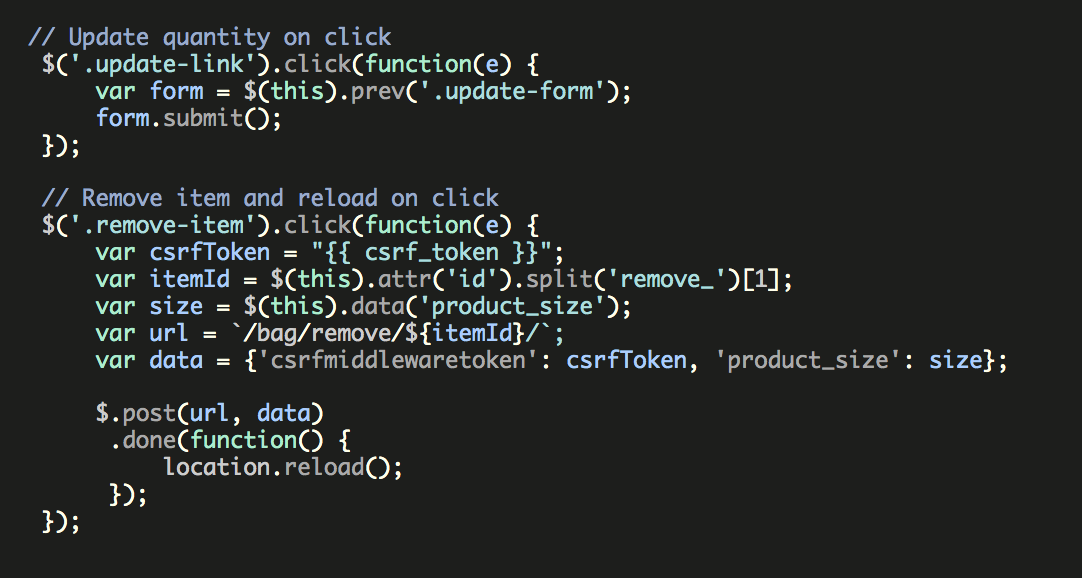 // Update quantity on click
$('.update-link').click(function(e) {
var form = $(this).prev('.update-form');
form.submit();
});
// Remove item and reload on click
$('.remove-item').click(function(e) {
var csrfToken = "{{ csrf_token }}";
var itemId = $(this).attr('id').split('remove_')[1];
var size = $(this).data('product_size');
var url = `/bag/remove/${itemId}/`;
var data = {'csrfmiddlewaretoken': csrfToken, 'product_size': size};
$.post(url, data)
.done(function() {
location.reload();
});
});